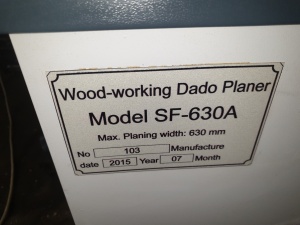 Wood-working Dado Planer
Model SF-630A
Max. Planing width: 630 mm
No 103 Manufacture
date 2015 Year 07 Month